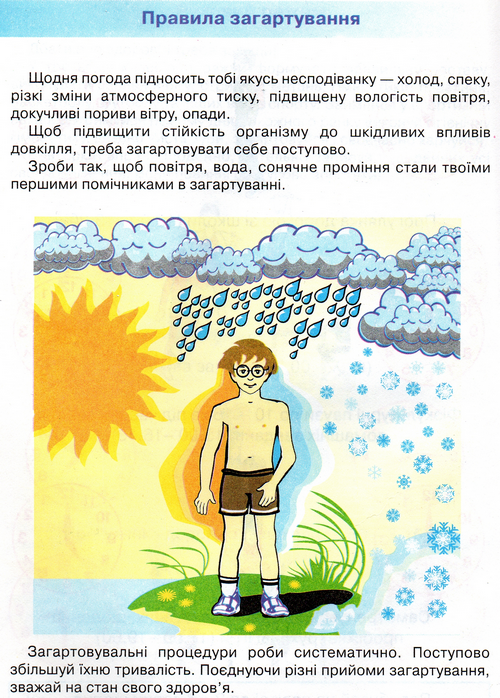 Правила загартування
Щодня погода підносить тобі якусь несподіванку — холод, спеку,
різкі зміни атмосферного тиску, підвищену вологість повітря,
докучливі пориви вітру, опади.
Щоб підвищити стійкість організму до шкідливих впливів
довкілля, треба загартовувати себе поступово.
Зроби так, щоб повітря, вода, сонячне проміння стали твоїми
першими помічниками в загартуванні.
Загартовувальні процедури роби систематично. Поступово
збільшуй їхню тривалість. Поєднуючи різні прийоми загартування,
зважай на стан свого здоров'я.